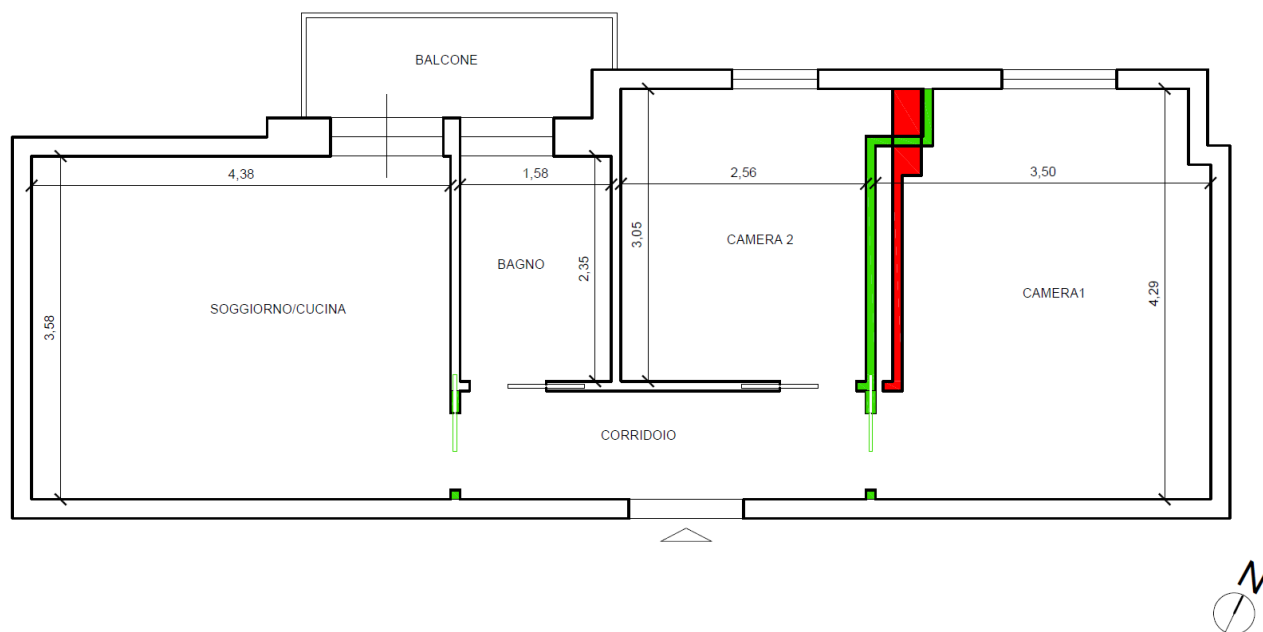 BALCONE
4,38
1,58
2,56
3,50
3,58
2,35
3,05
4,29
SOGGIORNO/CUCINA
BAGNO
CAMERA 2
CAMERA1
CORRIDOIO
N